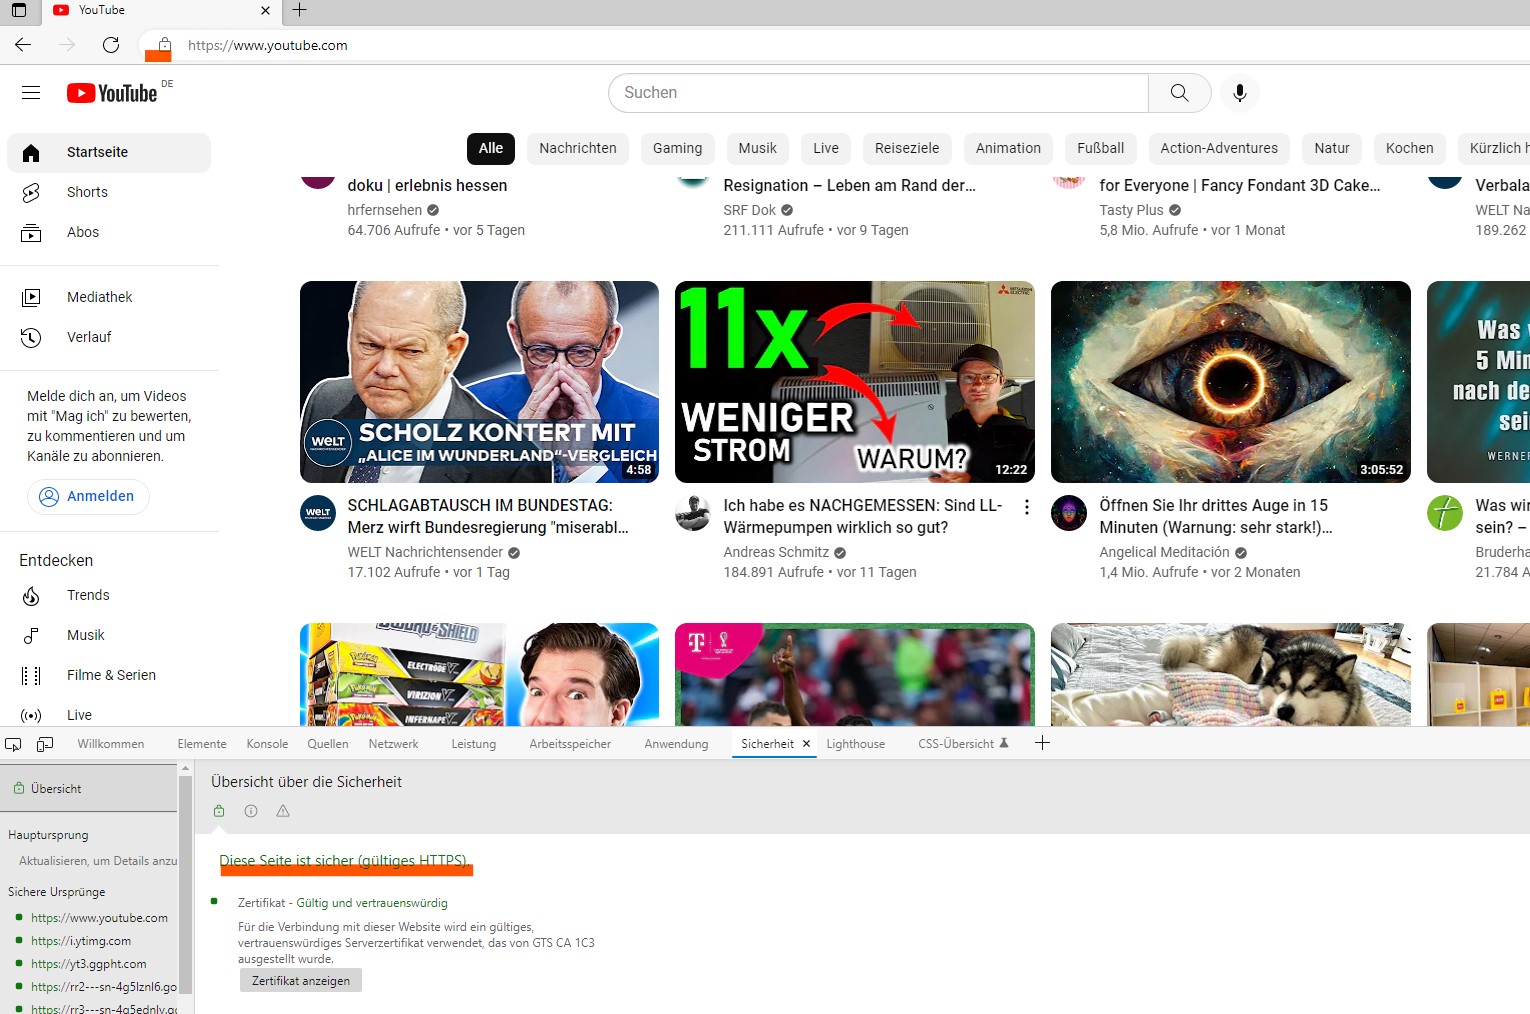 YouTube
https://www.youtube.com
YouTube DE
Suchen
Startseite
Shorts
Abos
Mediathek
Verlauf
Melde dich an, um Videos
mit "Mag ich" zu bewerten,
zu kommentieren und um
Kanäle zu abonnieren.
Anmelden
Entdecken
Trends
Musik
Filme & Serien
Live
Alle Nachrichten Gaming Musik Live Reiseziele Animation Fußball Action-Adventures Natur Kochen Kürzlich h
doku | erlebnis hessen
hrfernsehen
64.706 Aufrufe • vor 5 Tagen
Resignation – Leben am Rand der…
SRF Dok
211.111 Aufrufe • vor 9 Tagen
for Everyone | Fancy Fondant 3D Cake…
Tasty Plus
5,8 Mio. Aufrufe • vor 1 Monat
Verbala
WELT Na
189.262
WELT
SCHOLZ KONTERT MIT
„ALICE IM WUNDERLAND“-VERGLEICH
4:58
WELT
SCHLAGABTAUSCH IM BUNDESTAG:
Merz wirft Bundesregierung "miserabl…
WELT Nachrichtensender
17.102 Aufrufe • vor 1 Tag
11x
WENIGER
STROM
WARUM?
MITSUBISHI
ELECTRIC
12:22
Ich habe es NACHGEMESSEN: Sind LL-
Wärmepumpen wirklich so gut?
Andreas Schmitz
184.891 Aufrufe • vor 11 Tagen
3:05:52
Öffnen Sie Ihr drittes Auge in 15
Minuten (Warnung: sehr stark!)…
Angelical Meditación
1,4 Mio. Aufrufe • vor 2 Monaten
Was
5 Min
nach de
sei
WERNER
Was wir
sein? –
Bruderha
21.784 A
SWORD & SHIELD
POKÉMON
ELECTRODE V
VIRIZION V
INFERNAPE V
T
Willkommen Elemente Konsole Quellen Netzwerk Leistung Arbeitsspeicher Anwendung Sicherheit Lighthouse CSS-Übersicht
Übersicht
Hauptursprung
Aktualisieren, um Details anzu
Sichere Ursprünge
https://www.youtube.com
https://i.ytimg.com
https://yt3.ggpht.com
https://rr2---sn-4g5lznl6.go
https://rr3---sn-4g5ednly.go
Übersicht über die Sicherheit
Diese Seite ist sicher (gültiges HTTPS).
Zertifikat - Gültig und vertrauenswürdig
Für die Verbindung mit dieser Website wird ein gültiges,
vertrauenswürdiges Serverzertifikat verwendet, das von GTS CA 1C3
ausgestellt wurde.
Zertifikat anzeigen